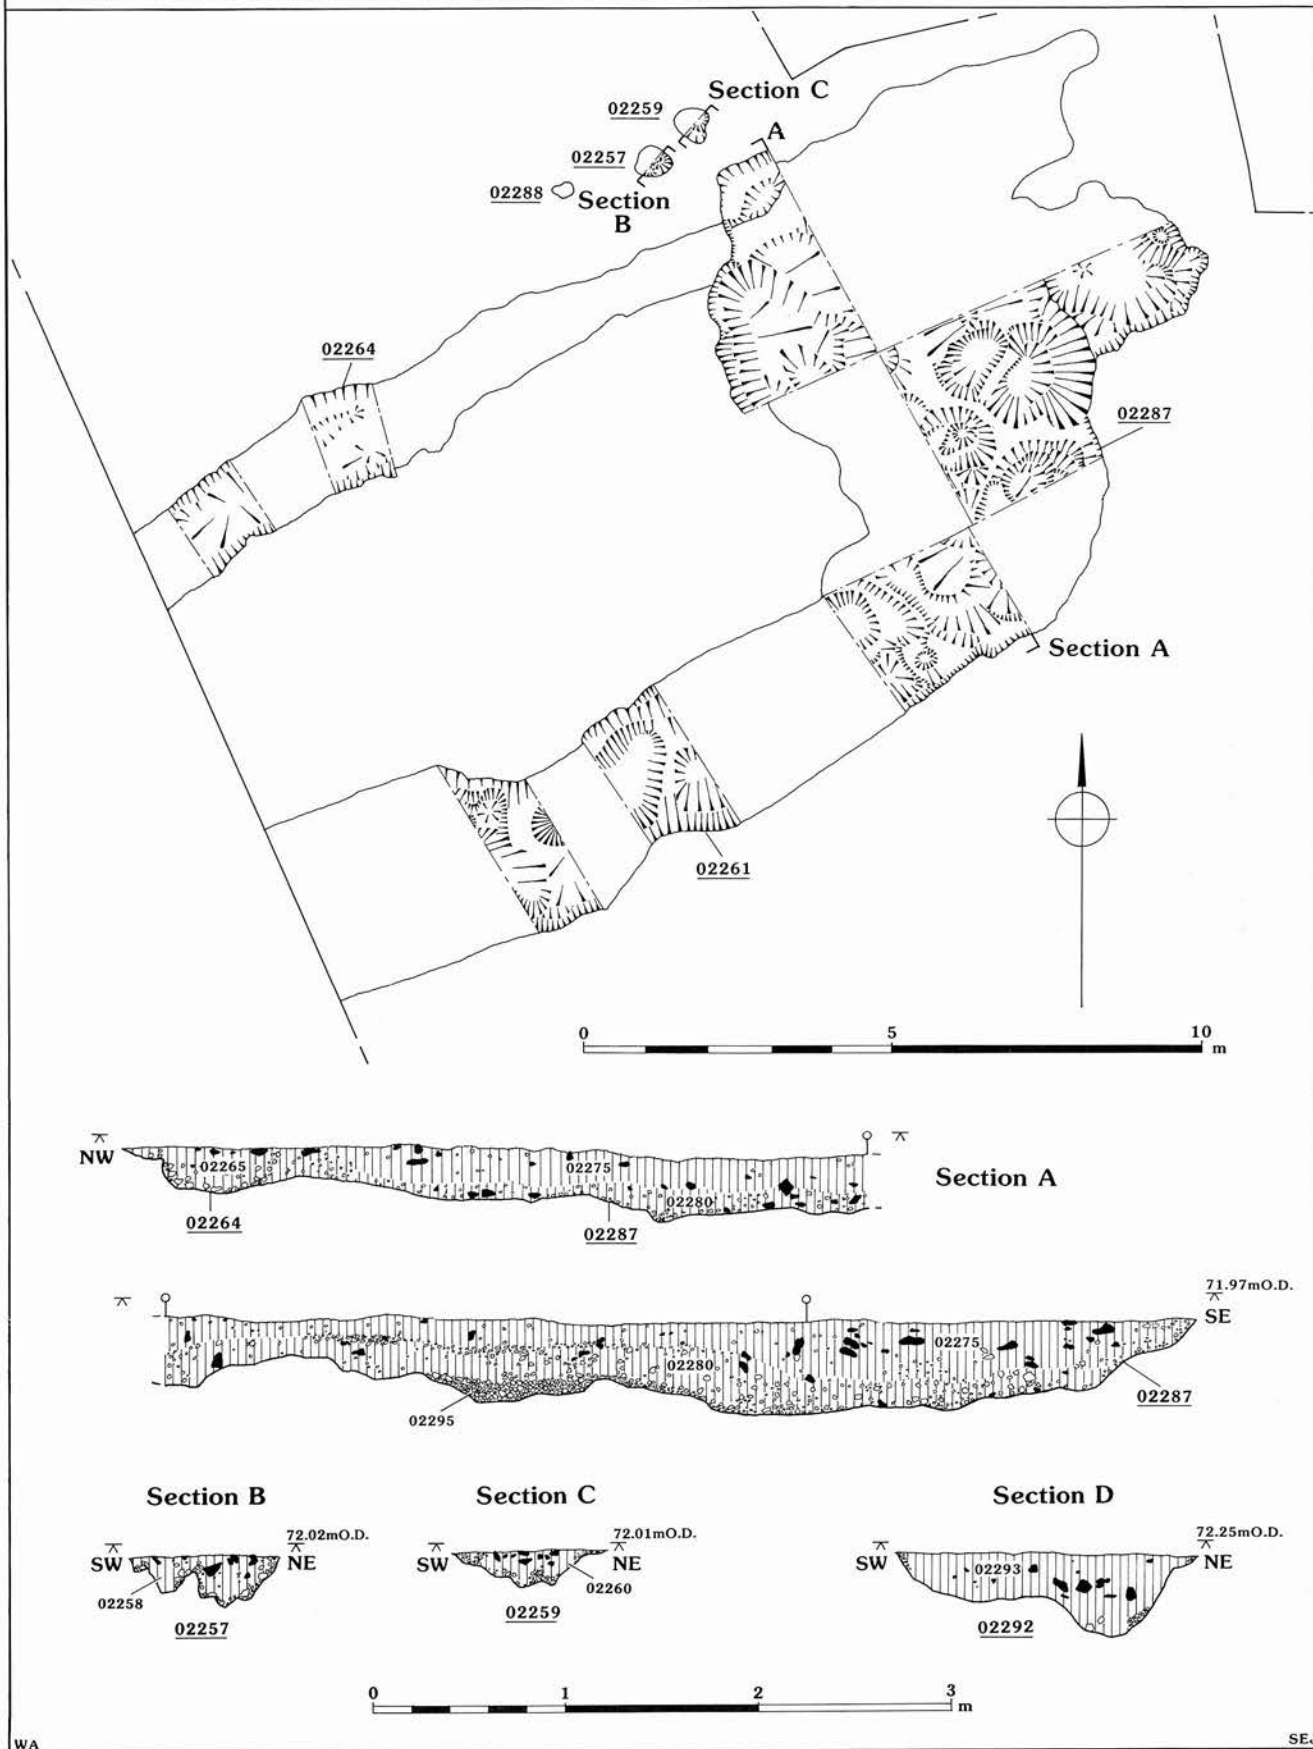 Section C
02259
A
02257
02288
Section
B
02264
02287
Section A
02261
0 5 10
m
NW
02265
02275
Section A
02280
02264
02287
71.97mO.D.
SE
02275
02280
02295
02287
Section B
Section C
Section D
72.02mO.D.
72.01mO.D.
72.25mO.D.
SW
NE
SW
NE
SW
NE
02258
02260
02293
02257
02259
02292
0 1 2 3
m
WA
SE.